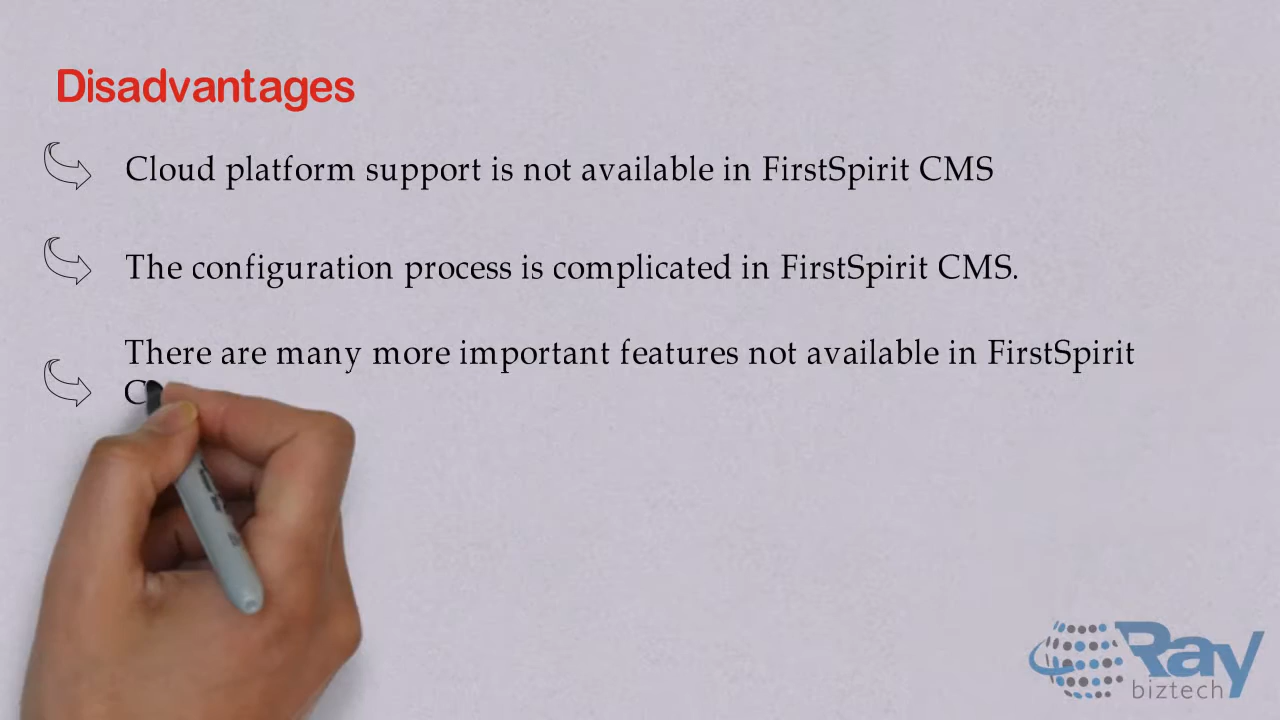 Disadvantages
Cloud platform support is not available in FirstSpirit CMS
The configuration process is complicated in FirstSpirit CMS.
There are many more important features not available in FirstSpirit
Ray
biztech